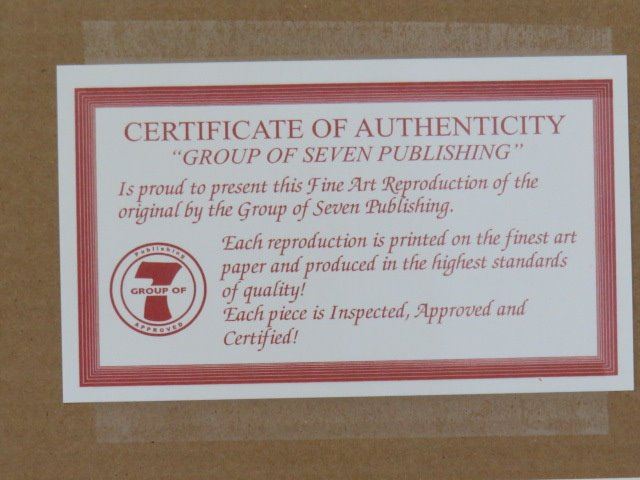 CERTIFICATE OF AUTHENTICITY
“GROUP OF SEVEN PUBLISHING”
Is proud to present this Fine Art Reproduction of the
original by the Group of Seven Publishing.
Each reproduction is printed on the finest art
paper and produced in the highest standards
of quality!
Each piece is Inspected, Approved and
Certified!
Publishing
7
GROUP OF
APPROVED